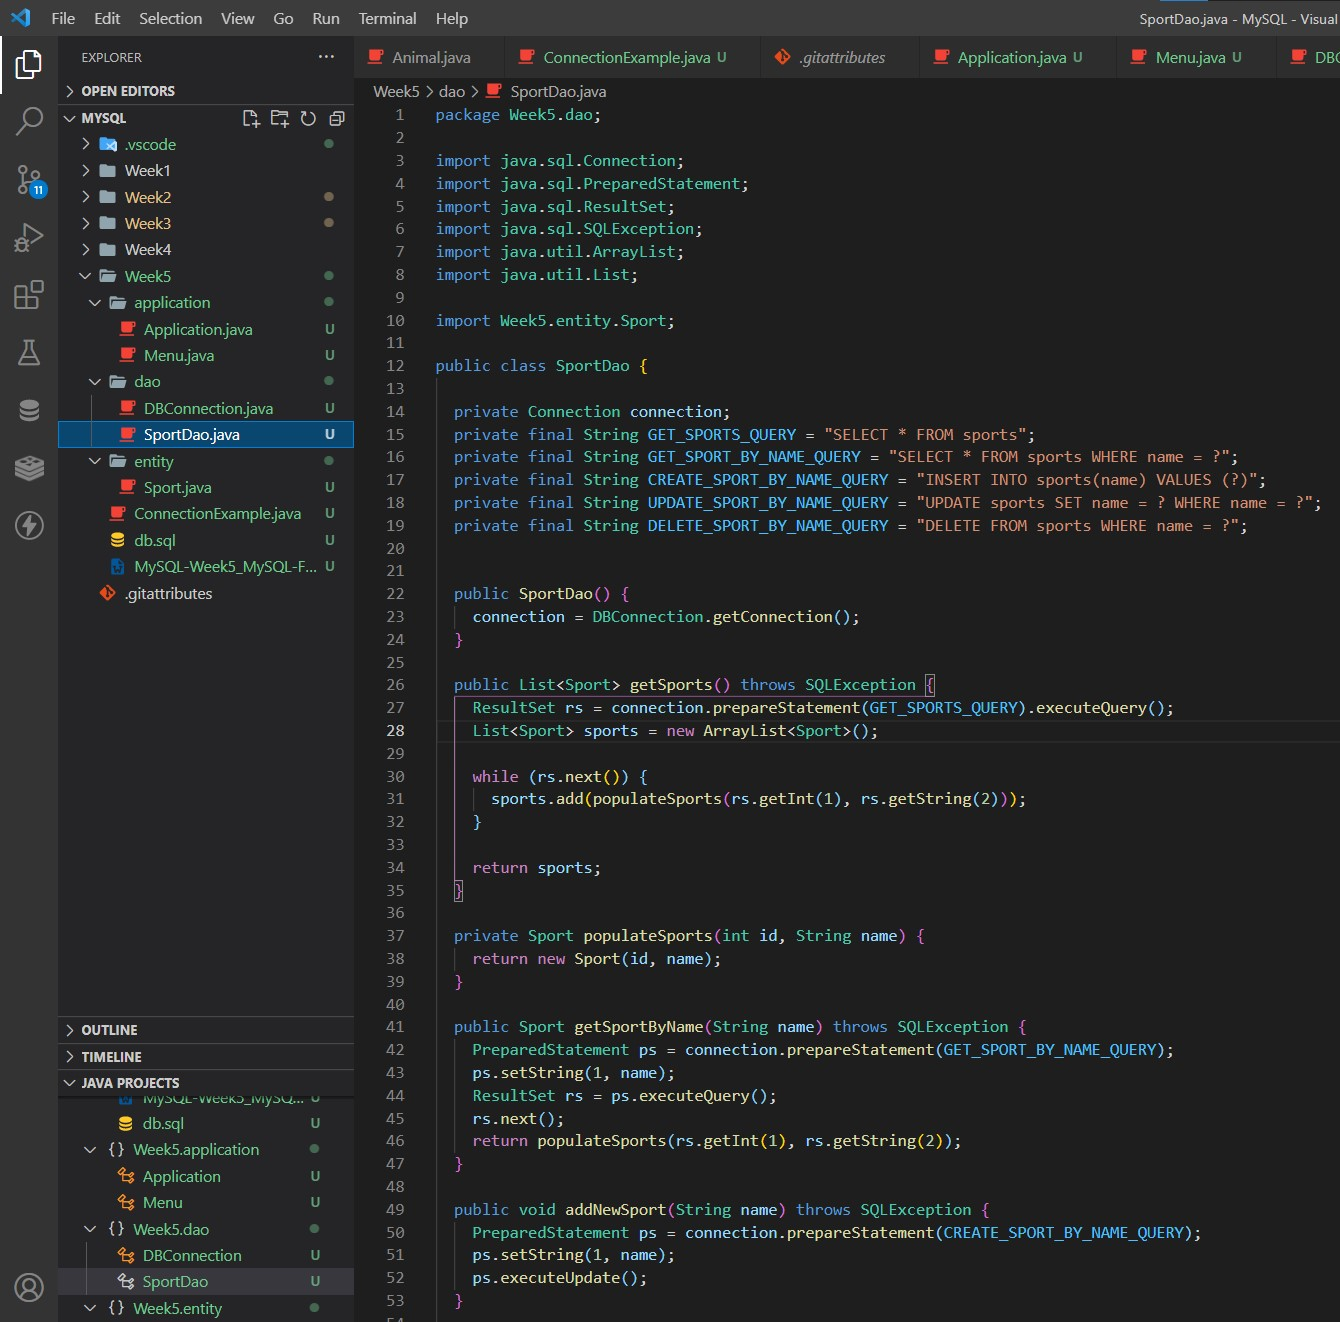 File Edit Selection View Go Run Terminal Help
SportDao.java - MySQL - Visual
EXPLORER
OPEN EDITORS
MYSQL
.vscode
Week1
Week2
Week3
Week4
Week5
application
Application.java U
Menu.java U
dao
DBConnection.java U
SportDao.java U
entity
Sport.java U
ConnectionExample.java U
db.sql U
MySQL-Week5_MySQL-F... U
.gitattributes
11
OUTLINE
TIMELINE
JAVA PROJECTS
MySQL-Week5_MySQ... U
db.sql U
{} Week5.application
Application U
Menu U
{} Week5.dao
DBConnection U
SportDao U
{} Week5.entity
Animal.java ConnectionExample.java U .gitattributes Application.java U Menu.java U DBC
Week5 > dao > SportDao.java
1 package Week5.dao;
2
3 import java.sql.Connection;
4 import java.sql.PreparedStatement;
5 import java.sql.ResultSet;
6 import java.sql.SQLException;
7 import java.util.ArrayList;
8 import java.util.List;
9
10 import Week5.entity.Sport;
11
12 public class SportDao {
13
14 private Connection connection;
15 private final String GET_SPORTS_QUERY = "SELECT * FROM sports";
16 private final String GET_SPORT_BY_NAME_QUERY = "SELECT * FROM sports WHERE name = ?";
17 private final String CREATE_SPORT_BY_NAME_QUERY = "INSERT INTO sports(name) VALUES (?)";
18 private final String UPDATE_SPORT_BY_NAME_QUERY = "UPDATE sports SET name = ? WHERE name = ?";
19 private final String DELETE_SPORT_BY_NAME_QUERY = "DELETE FROM sports WHERE name = ?";
20
21
22 public SportDao() {
23 connection = DBConnection.getConnection();
24 }
25
26 public List<Sport> getSports() throws SQLException {
27 ResultSet rs = connection.prepareStatement(GET_SPORTS_QUERY).executeQuery();
28 List<Sport> sports = new ArrayList<Sport>();
29
30 while (rs.next()) {
31 sports.add(populateSports(rs.getInt(1), rs.getString(2)));
32 }
33
34 return sports;
35 }
36
37 private Sport populateSports(int id, String name) {
38 return new Sport(id, name);
39 }
40
41 public Sport getSportByName(String name) throws SQLException {
42 PreparedStatement ps = connection.prepareStatement(GET_SPORT_BY_NAME_QUERY);
43 ps.setString(1, name);
44 ResultSet rs = ps.executeQuery();
45 rs.next();
46 return populateSports(rs.getInt(1), rs.getString(2));
47 }
48
49 public void addNewSport(String name) throws SQLException {
50 PreparedStatement ps = connection.prepareStatement(CREATE_SPORT_BY_NAME_QUERY);
51 ps.setString(1, name);
52 ps.executeUpdate();
53 }